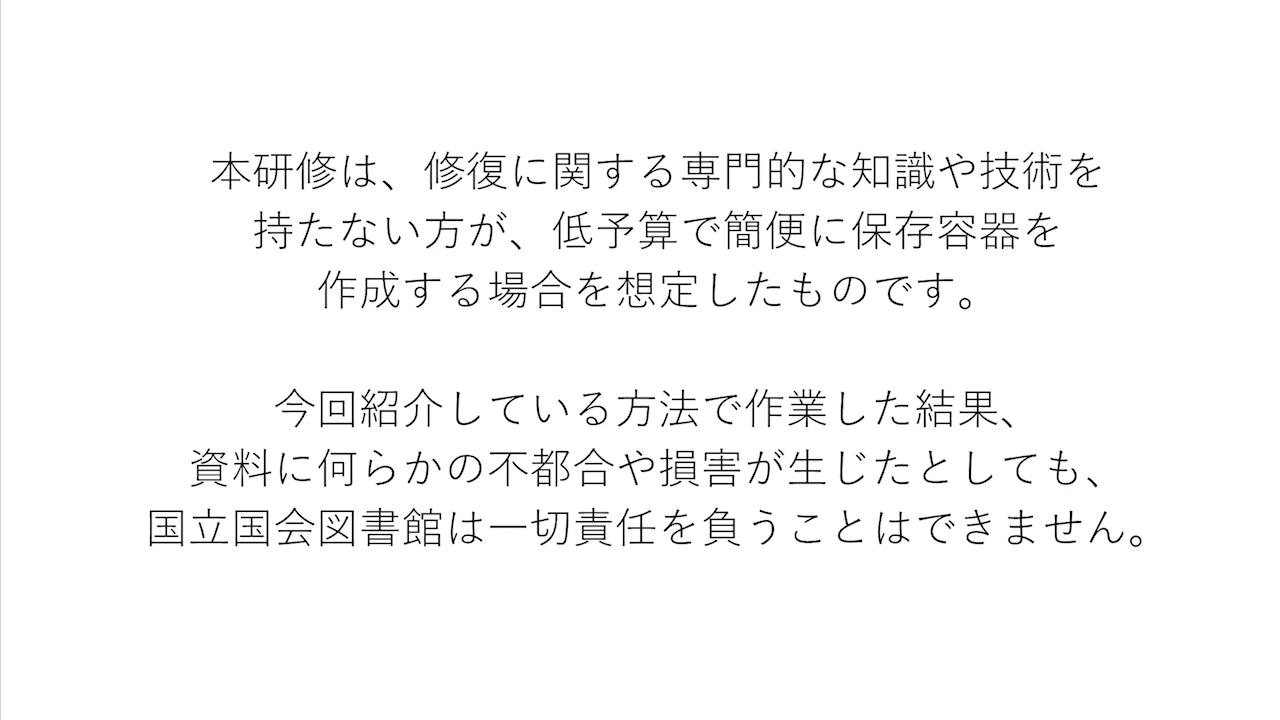 本研修は、修復に関する専門的な知識や技術を
持たない方が、低予算で簡便に保存容器を
作成する場合を想定したものです。
今回紹介している方法で作業した結果、
資料に何らかの不都合や損害が生じたとしても、
国立国会図書館は一切責任を負うことはできません。